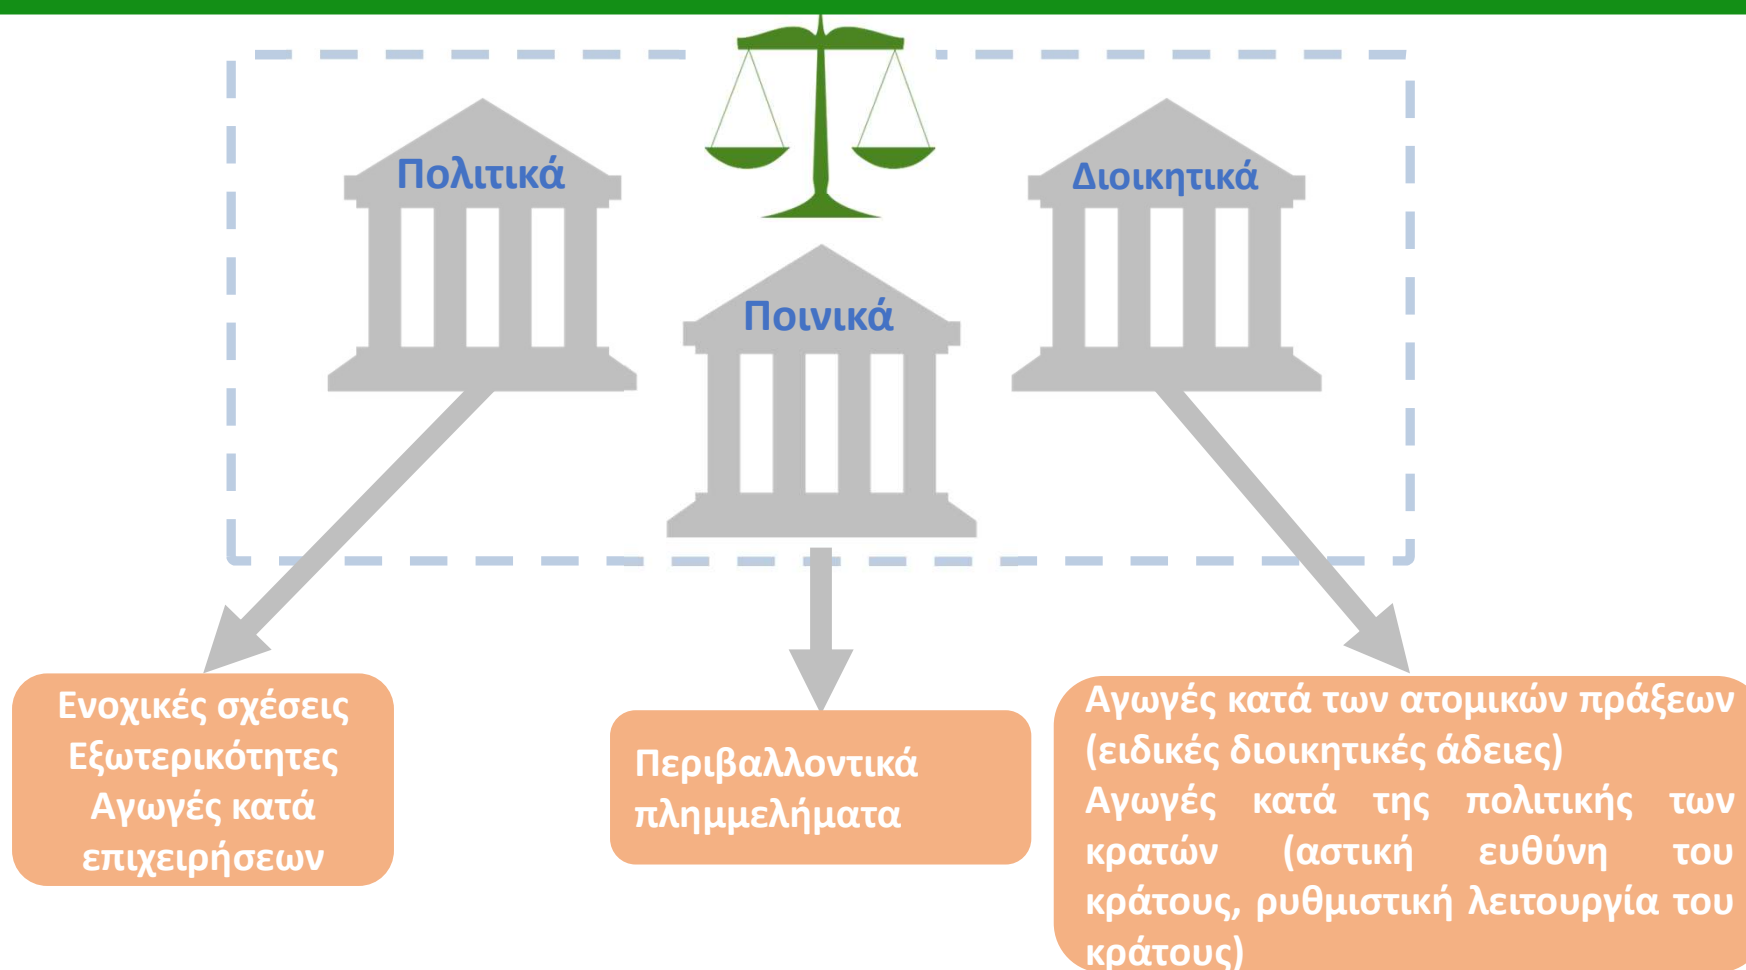 Πολιτικά
Διοικητικά
Ποινικά
Ενοχικές σχέσεις
Εξωτερικότητες
Αγωγές κατά
επιχειρήσεων
Περιβαλλοντικά
πλημμελήματα
Αγωγές κατά των ατομικών πράξεων
(ειδικές διοικητικές άδειες)
Αγωγές κατά της πολιτικής των
κρατών (αστική ευθύνη του
κράτους, ρυθμιστική λειτουργία του
κράτους)